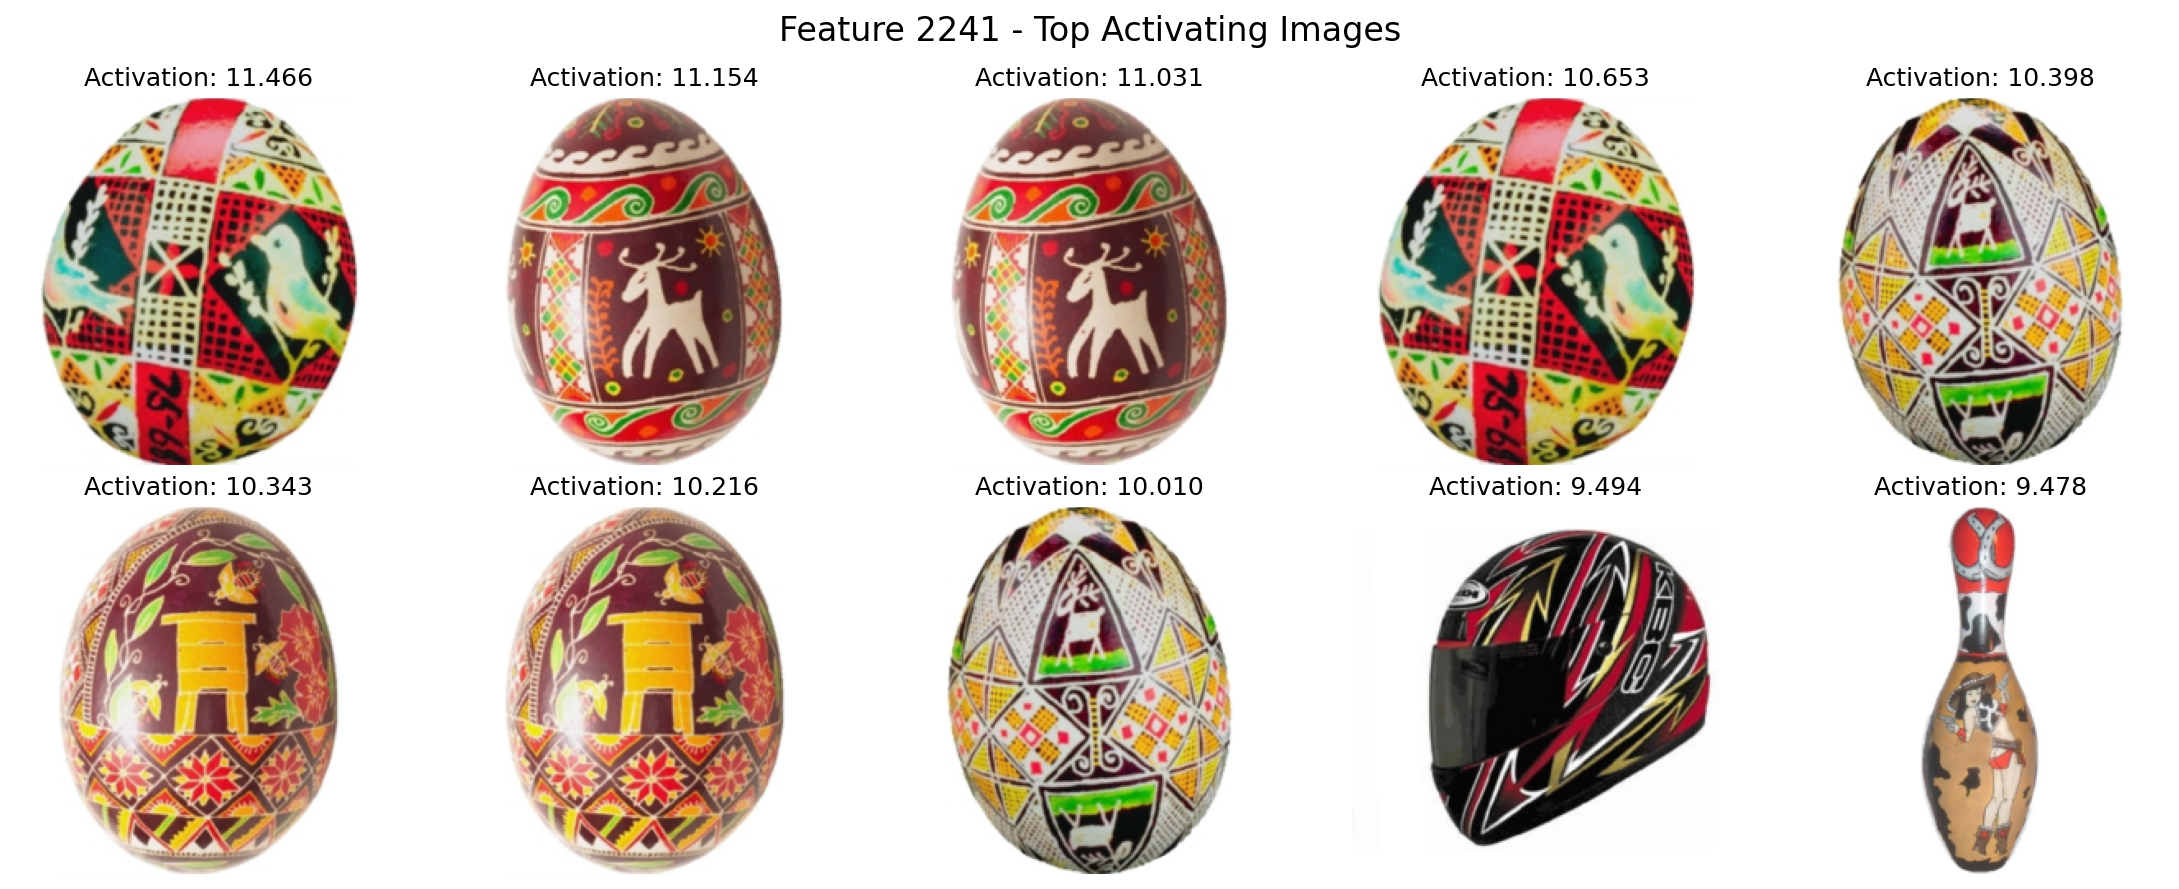 Feature 2241 - Top Activating Images
Activation: 11.466
Activation: 11.154
Activation: 11.031
Activation: 10.653
Activation: 10.398
Activation: 10.343
Activation: 10.216
Activation: 10.010
Activation: 9.494
Activation: 9.478
KBC